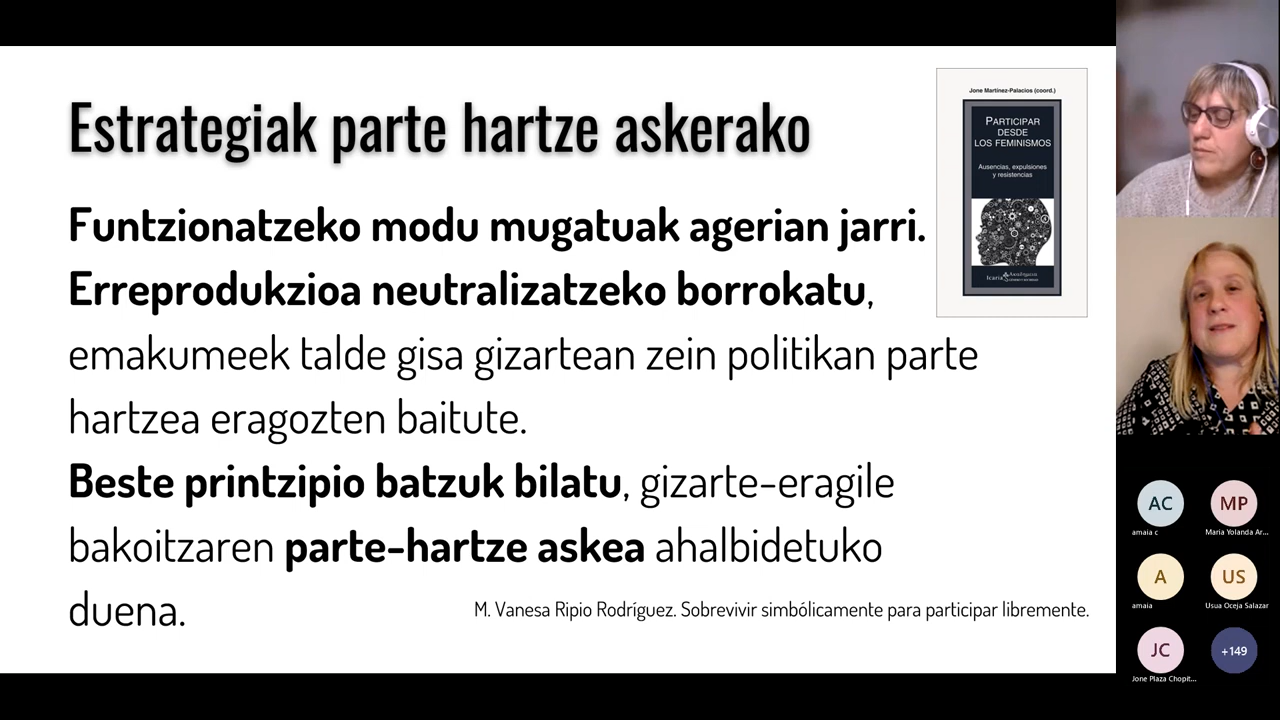 Estrategiak parte hartze askerako
Funtzionatzeko modu mugatuak agerian jarri.
Erreprodukzioa neutralizatzeko borrokatu,
emakumeek talde gisa gizartean zein politikan parte
hartzea eragozten baitute.
Beste printzipio batzuk bilatu, gizarte-eragile
bakoitzaren parte-hartze askea ahalbidetuko
duena.
M. Vanesa Ripio Rodríguez. Sobrevivir simbólicamente para participar libremente.
Jone Martínez-Palacios (coord.)
PARTICIPAR
DESDE
LOS FEMINISMOS
Ausencias, expulsiones
y resistencias
Icaria
AC
amaia c
MP
Maria Yolanda Ar...
A
amaia
US
Usua Oceja Salazar
JC
Jone Plaza Chopit...
+149